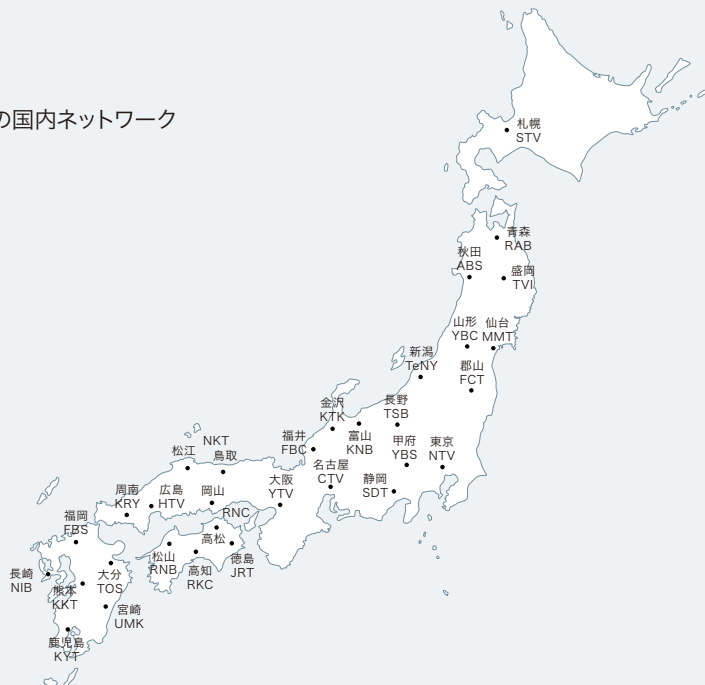 の国内ネットワーク
札幌
STV
青森
RAB
秋田
ABS
盛岡
TVI
山形
YBC
仙台
MMT
新潟
TeNY
郡山
FCT
金沢
KTK
長野
TSB
富山
KNB
福井
FBC
甲府
YBS
東京
NTV
NKT
松江
鳥取
名古屋
CTV
静岡
SDT
大阪
YTV
周南
KRY
広島
HTV
岡山
RNC
高松
福岡
FBS
松山
RNB
高知
RKC
徳島
JRT
長崎
NIB
大分
TOS
熊本
KKT
宮崎
UMK
鹿児島
KYT